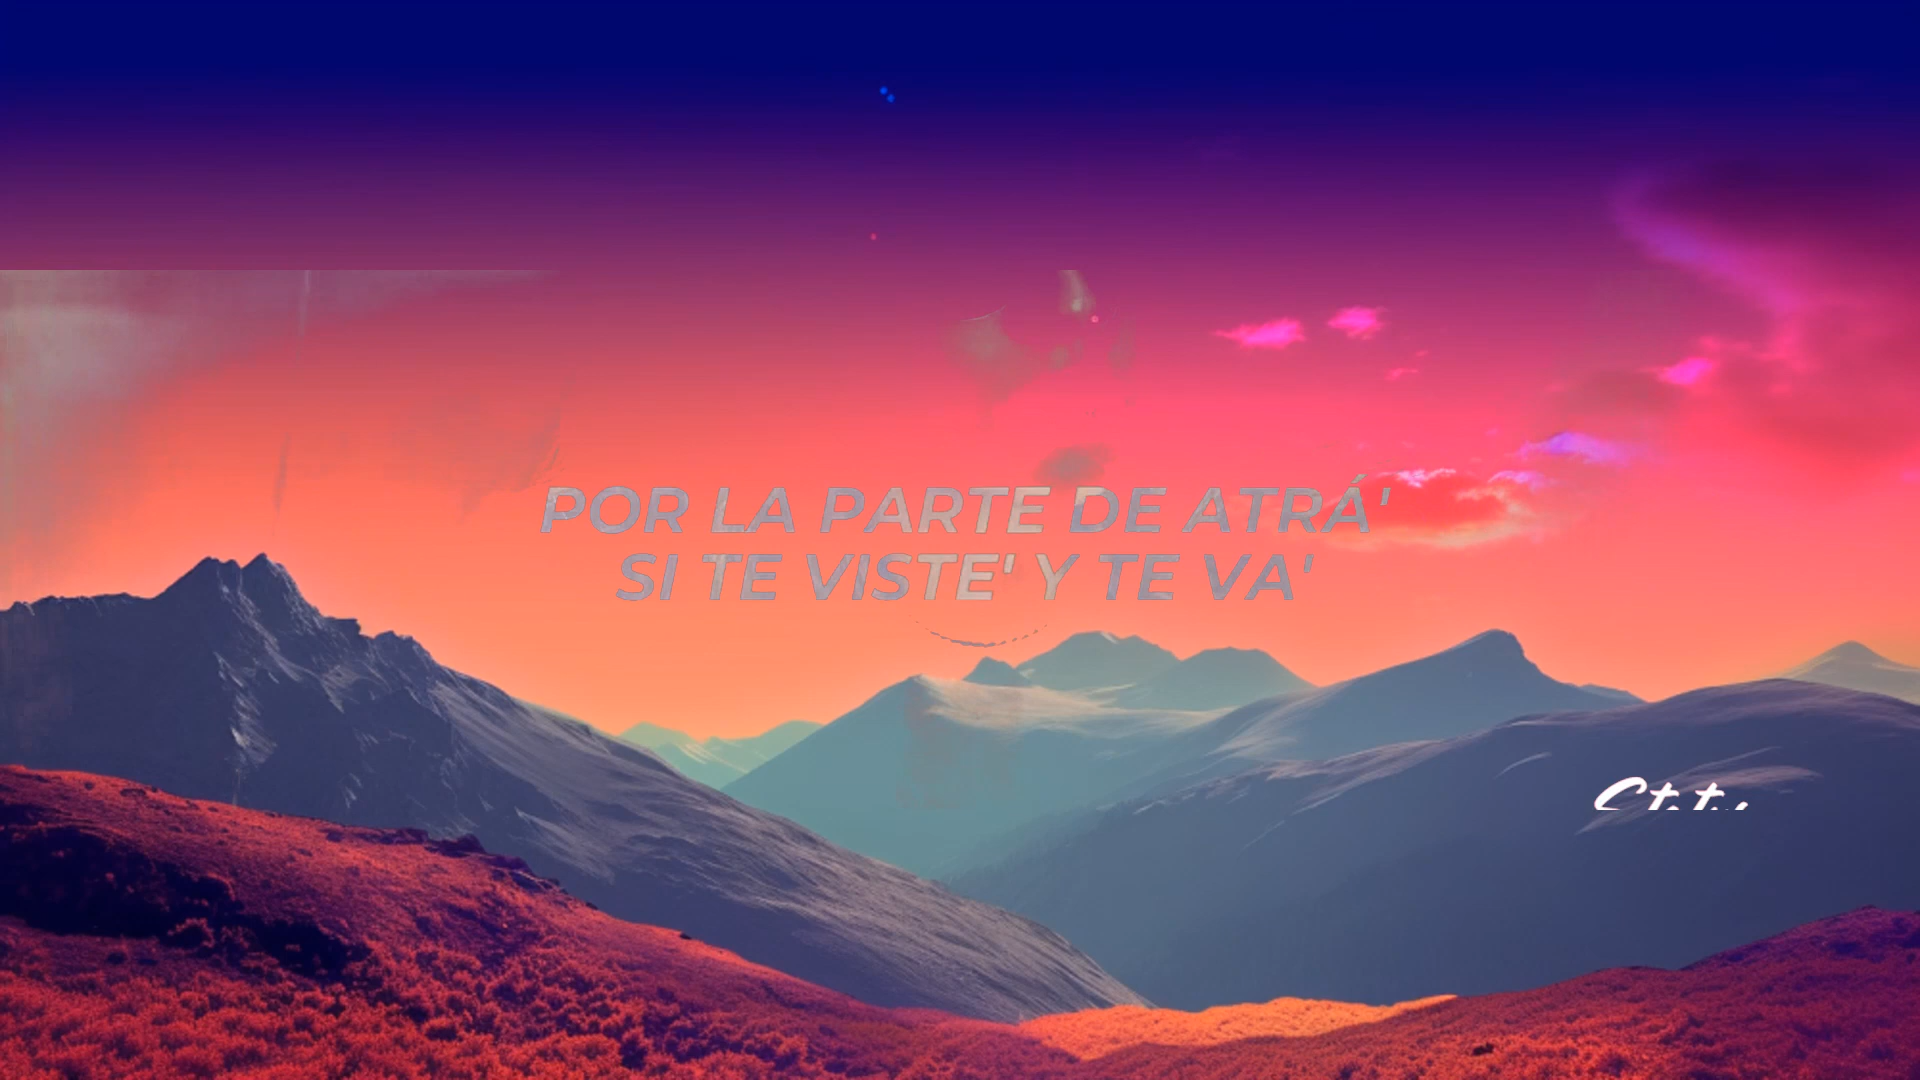 POR LA PARTE DE ATRÁ'
SI TE VISTE' Y TE VA'